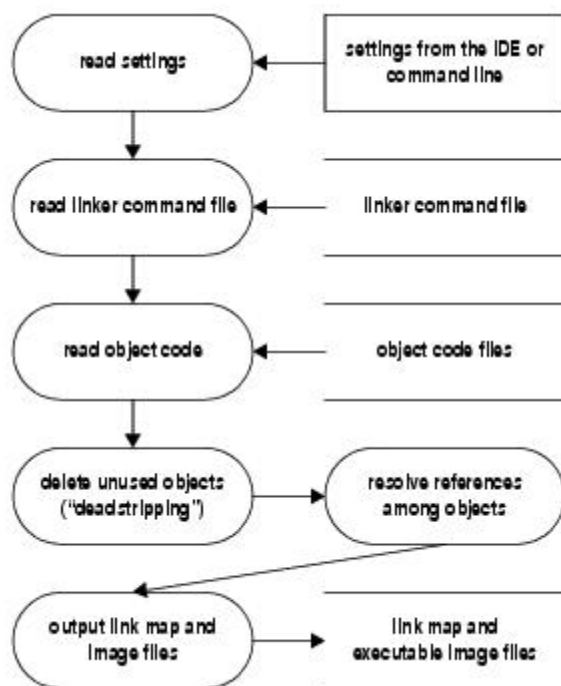 read settings
settings from the IDE or
command line
read linker command file
linker command file
read object code
object code files
delete unused objects
(“deadstripping”)
resolve references
among objects
output link map and
image files
link map and
executable image files